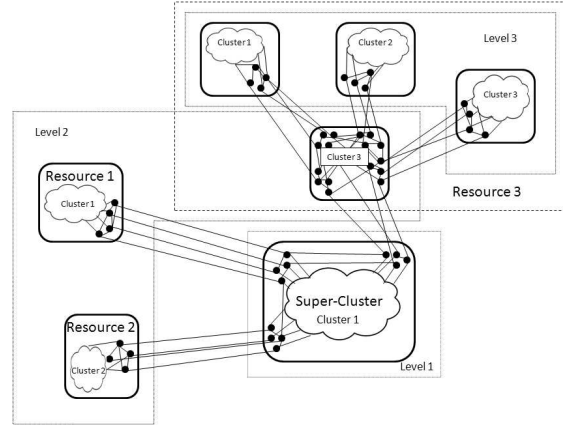 Cluster 1
Cluster 2
Level 3
Cluster 3
Level 2
Cluster 3
Resource 1
Resource 3
Cluster 1
Super-Cluster
Cluster 1
Resource 2
Cluster 2
Level 1